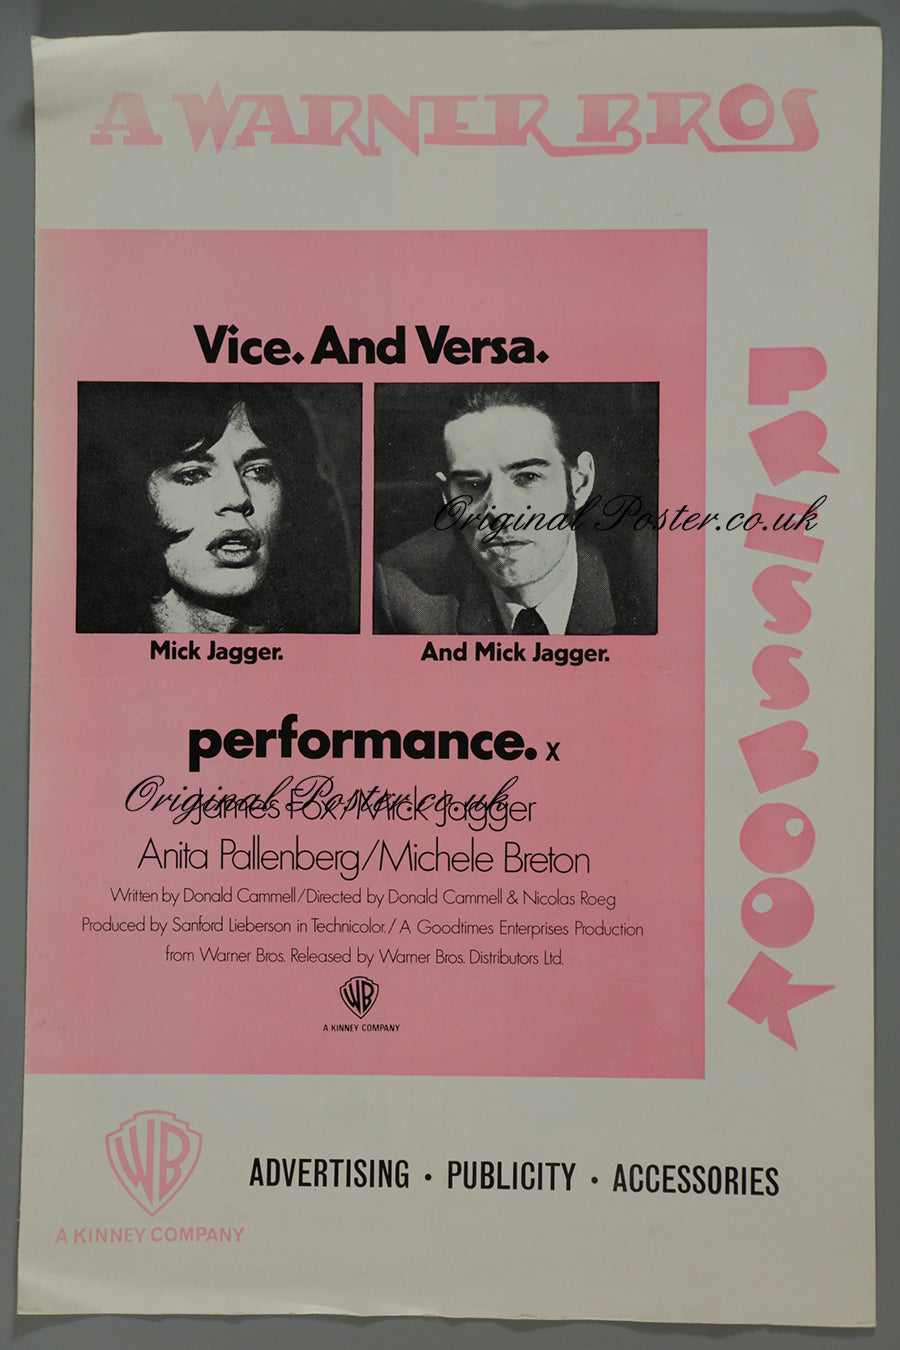 A WARNER BROS
PRESSBOOK
Vice. And Versa.
Original Poster.co.uk
Mick Jagger.
And Mick Jagger.
performance. x
Original Poster.co.uk
James Fox/Mick Jagger
Anita Pallenberg/Michele Breton
Written by Donald Cammell/Directed by Donald Cammell & Nicolas Roeg
Produced by Sanford Lieberson in Technicolor./A Goodtimes Enterprises Production
from Warner Bros. Released by Warner Bros. Distributors Ltd.
WB
A KINNEY COMPANY
WB
A KINNEY COMPANY
ADVERTISING · PUBLICITY · ACCESSORIES